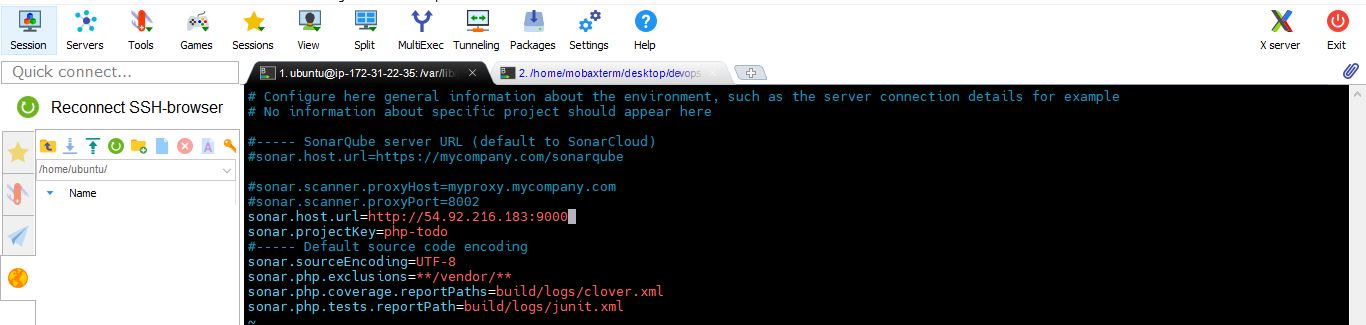 Session
Servers
Tools
Games
Sessions
View
Split
MultiExec
Tunneling
Packages
Settings
Help
X server
Exit
Quick connect...
1. ubuntu@ip-172-31-22-35: /var/lib
2. /home/mobaxterm/desktop/devops
Reconnect SSH-browser
/home/ubuntu/
Name
# Configure here general information about the environment, such as the server connection details for example
# No information about specific project should appear here
#----- SonarQube server URL (default to SonarCloud)
#sonar.host.url=https://mycompany.com/sonarqube
#sonar.scanner.proxyHost=myproxy.mycompany.com
#sonar.scanner.proxyPort=8002
sonar.host.url=http://54.92.216.183:9000
sonar.projectKey=php-todo
#----- Default source code encoding
sonar.sourceEncoding=UTF-8
sonar.php.exclusions=**/vendor/**
sonar.php.coverage.reportPaths=build/logs/clover.xml
sonar.php.tests.reportPath=build/logs/junit.xml
~